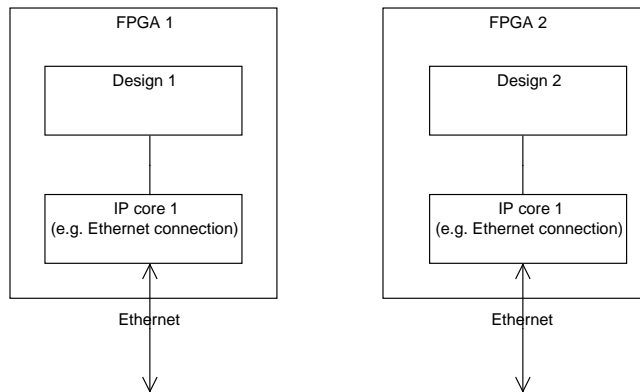 FPGA 1
Design 1
IP core 1
(e.g. Ethernet connection)
Ethernet
FPGA 2
Design 2
IP core 1
(e.g. Ethernet connection)
Ethernet